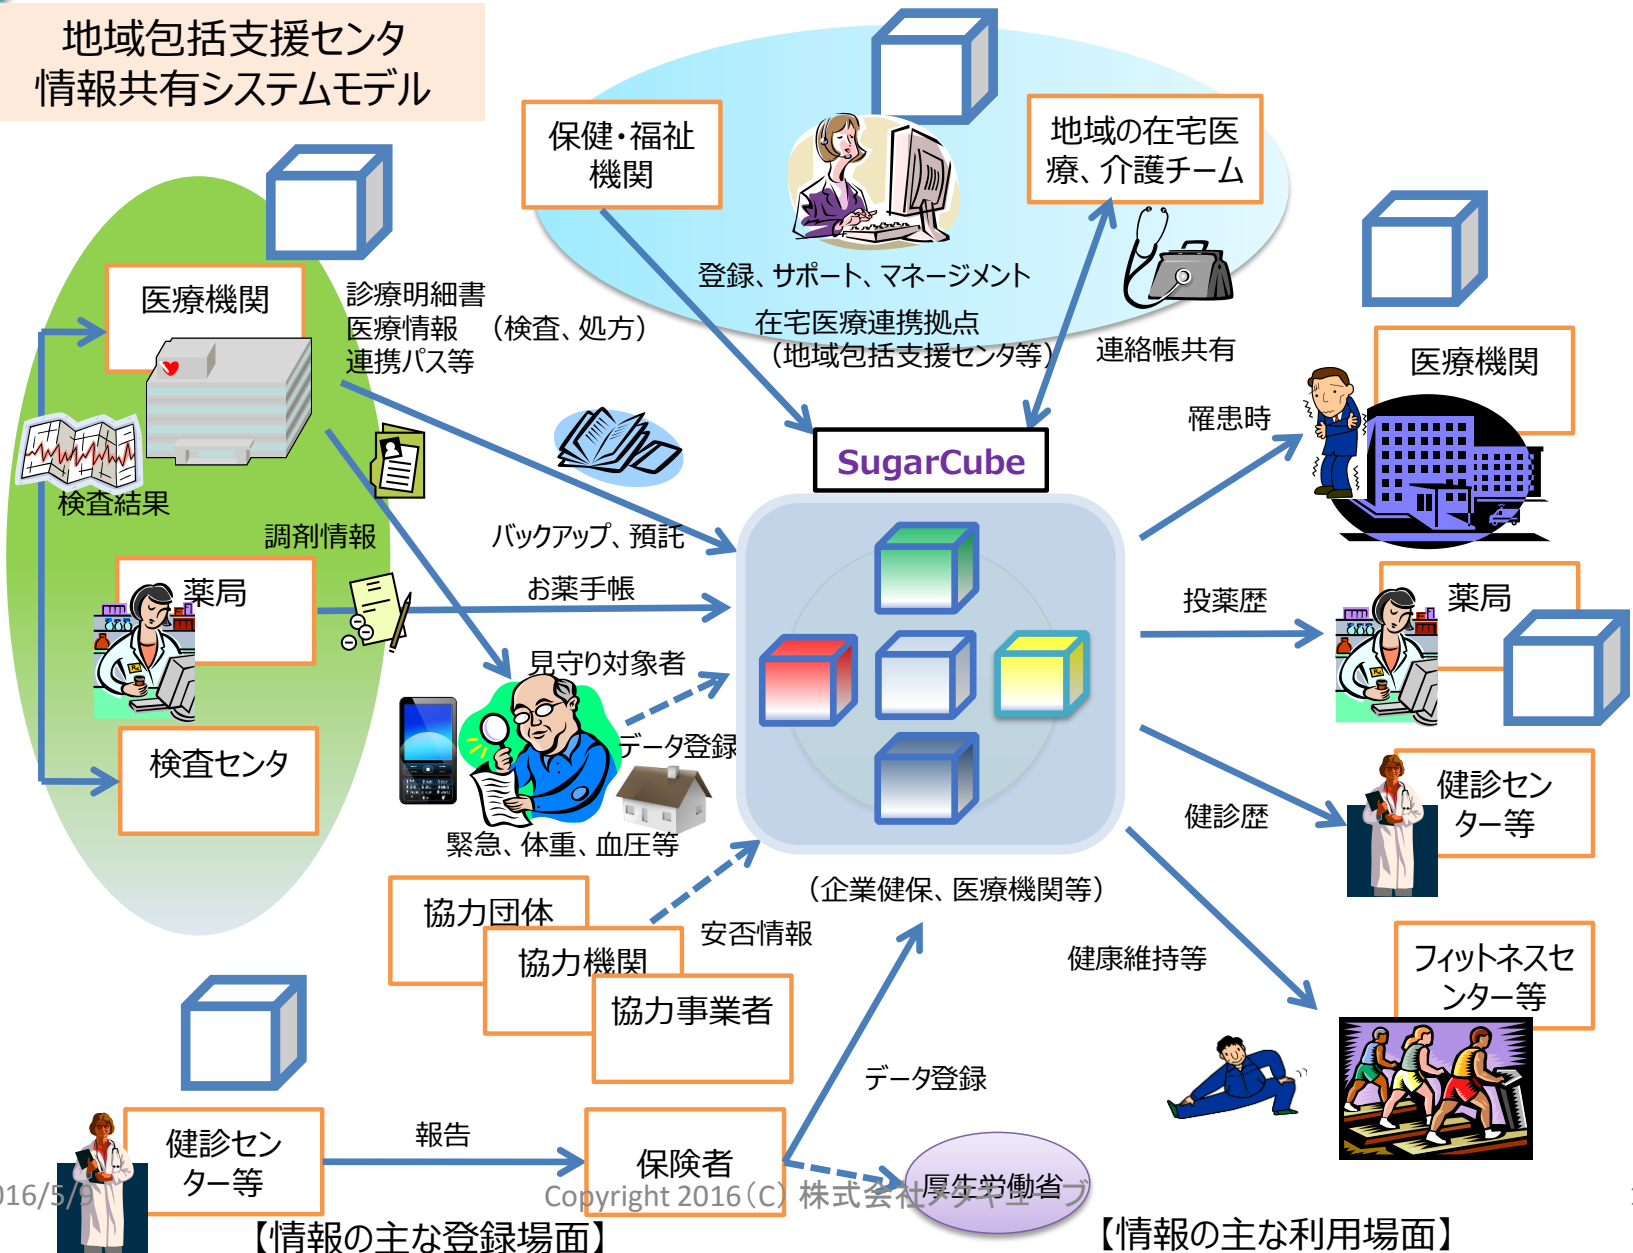 地域包括支援センタ
情報共有システムモデル
保健・福祉
機関
地域の在宅医
療、介護チーム
登録、サポート、マネージメント
在宅医療連携拠点
（地域包括支援センタ等）
連絡帳共有
医療機関
診療明細書
医療情報　（検査、処方）
連携パス等
検査結果
調剤情報
薬局
検査センタ
バックアップ、預託
お薬手帳
見守り対象者
データ登録
緊急、体重、血圧等
SugarCube
（企業健保、医療機関等）
協力団体
協力機関
協力事業者
安否情報
罹患時
医療機関
投薬歴
薬局
健診歴
健診セン
ター等
健康維持等
フィットネスセ
ンター等
データ登録
健診セン
ター等
報告
保険者
厚生労働省
016/5/9
Copyright 2016（C） 株式会社メタキューブ
【情報の主な登録場面】
【情報の主な利用場面】